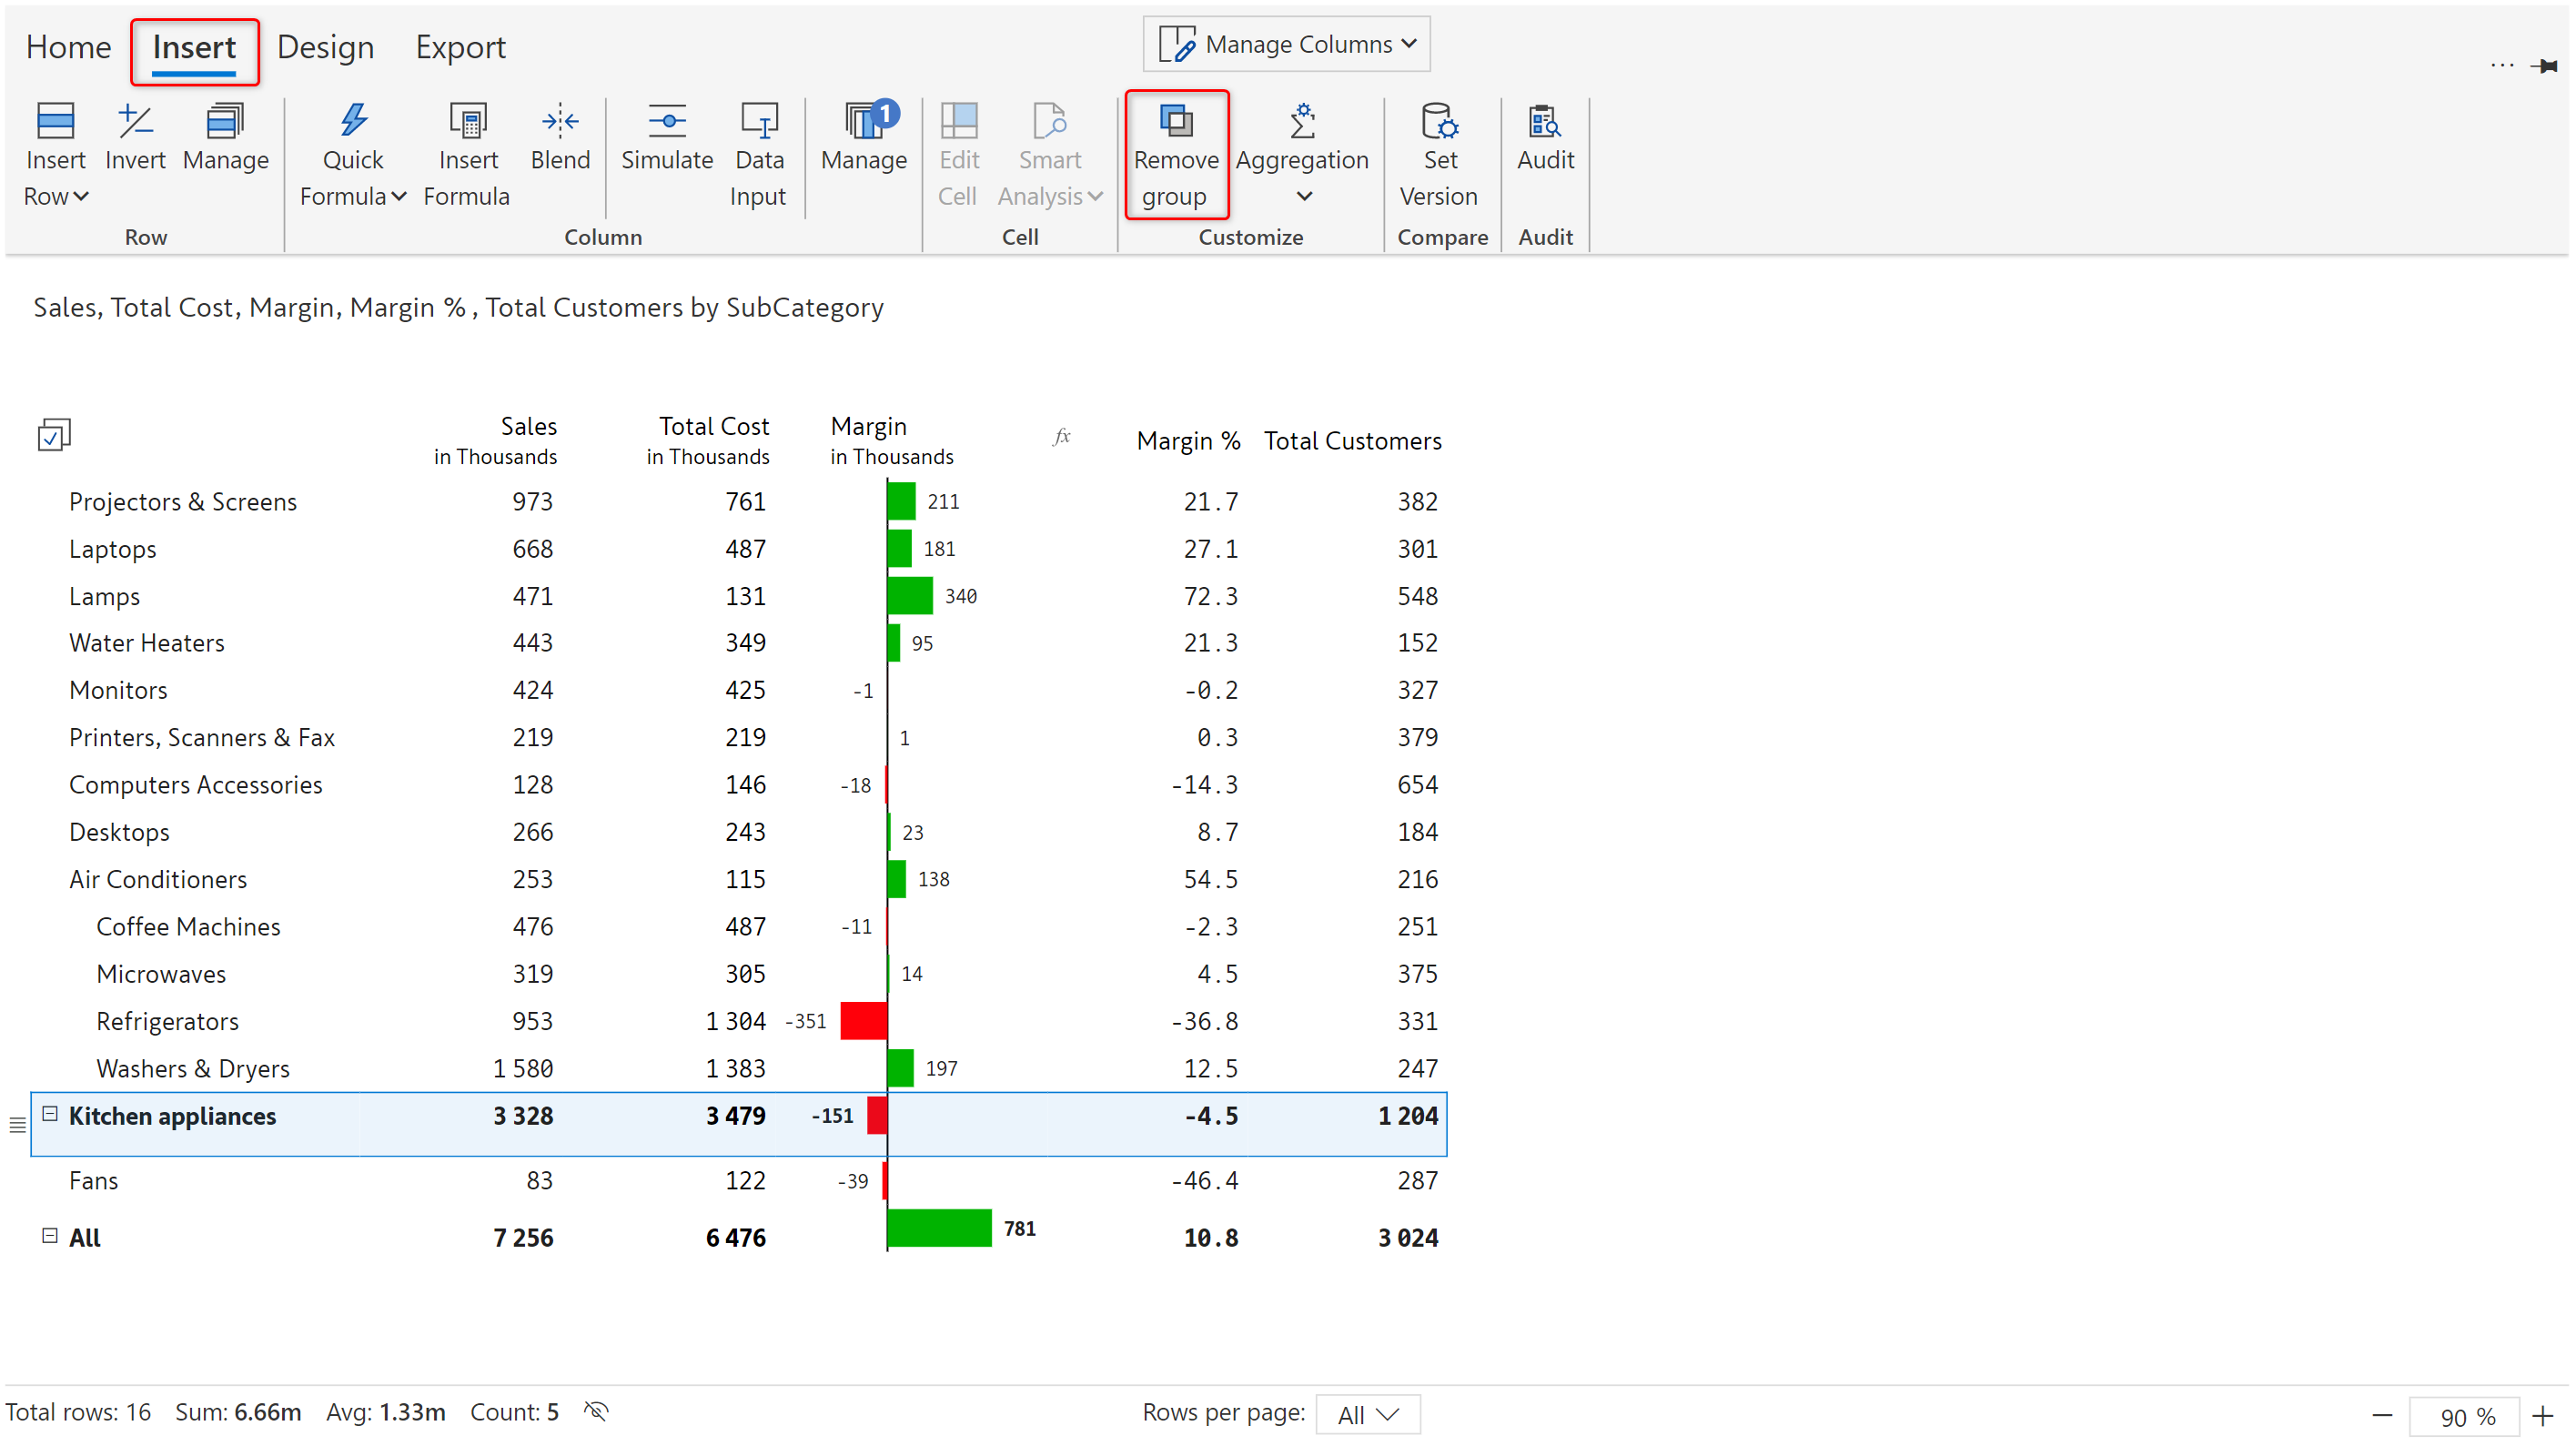 Home Insert Design Export Manage Columns ...
Insert Invert Manage Quick Insert Blend Simulate Data Manage 1 Edit Smart Remove Aggregation Set Audit
Row Formula Formula Input Cell Analysis group Version
Row Column Cell Customize Compare Audit
Sales, Total Cost, Margin, Margin % , Total Customers by SubCategory
Sales Total Cost Margin fx Margin % Total Customers
in Thousands in Thousands in Thousands
Projectors & Screens 973 761 211 21.7 382
Laptops 668 487 181 27.1 301
Lamps 471 131 340 72.3 548
Water Heaters 443 349 95 21.3 152
Monitors 424 425 -1 -0.2 327
Printers, Scanners & Fax 219 219 1 0.3 379
Computers Accessories 128 146 -18 -14.3 654
Desktops 266 243 23 8.7 184
Air Conditioners 253 115 138 54.5 216
Coffee Machines 476 487 -11 -2.3 251
Microwaves 319 305 14 4.5 375
Refrigerators 953 1 304 -351 -36.8 331
Washers & Dryers 1 580 1 383 197 12.5 247
Kitchen appliances 3 328 3 479 -151 -4.5 1 204
Fans 83 122 -39 -46.4 287
All 7 256 6 476 781 10.8 3 024
Total rows: 16 Sum: 6.66m Avg: 1.33m Count: 5 Rows per page: All 90 %